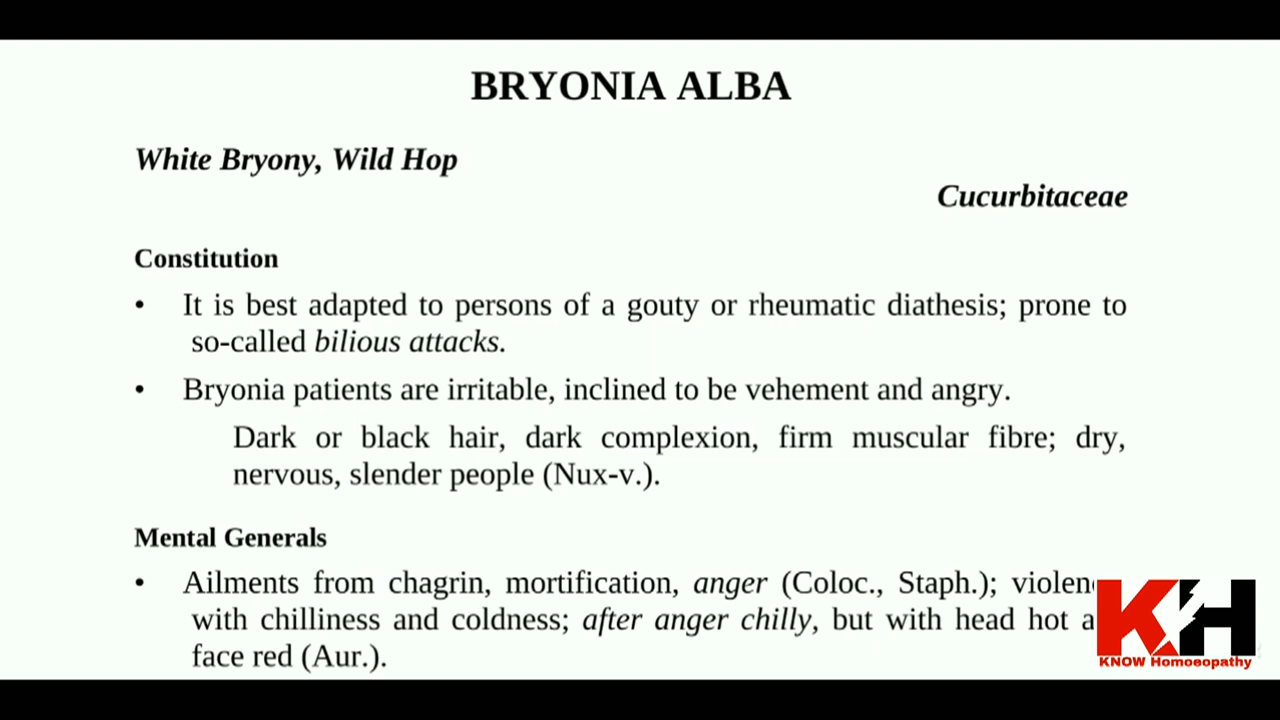 BRYONIA ALBA
White Bryony, Wild Hop
Cucurbitaceae
Constitution
• It is best adapted to persons of a gouty or rheumatic diathesis; prone to
so-called bilious attacks.
• Bryonia patients are irritable, inclined to be vehement and angry.
Dark or black hair, dark complexion, firm muscular fibre; dry,
nervous, slender people (Nux-v.).
Mental Generals
• Ailments from chagrin, mortification, anger (Coloc., Staph.);
with chilliness and coldness; after anger chilly, but with head hot
face red (Aur.).
KH
KNOW Homoeopathy